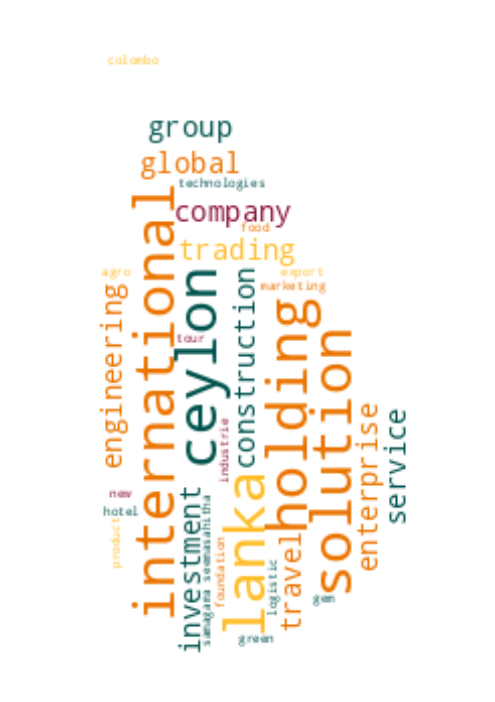 colombo
group
global
technologies
company
food
trading
agro
export
marketing
international
ceylon
construction
engineering
holding
tour
solution
industrie
enterprise
service
lanka
new
hotel
product
investment
samagara seemasahitha
foundation
logistic
travel
gem
green